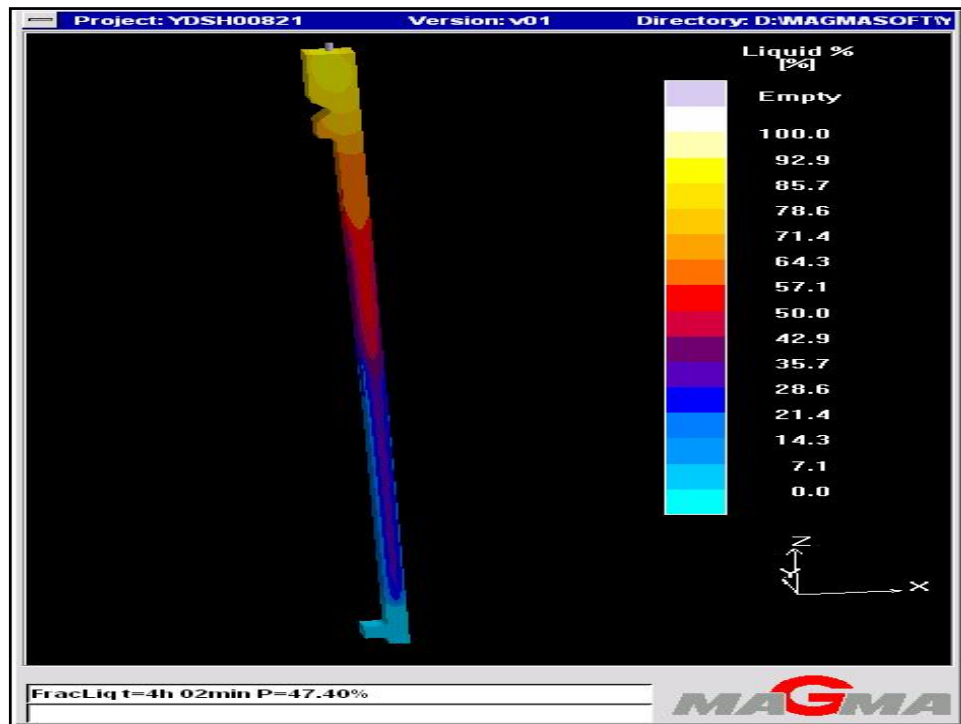 Project: YDSH00821 Version: v01 Directory: D:\MAGMASOFT\Y
Liquid %
[%]
Empty
100.0
92.9
85.7
78.6
71.4
64.3
57.1
50.0
42.9
35.7
28.6
21.4
14.3
7.1
0.0
Z
Y
X
FracLiq t=4h 02min P=47.40%
MAGMA